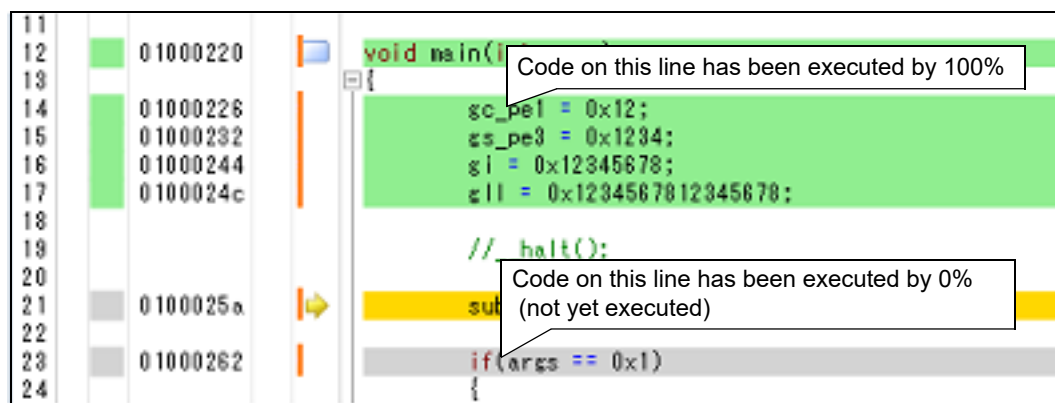 11
12 01000220 void main(i
Code on this line has been executed by 100%
13 {
14 01000226 gc_pe1 = 0x12;
15 01000232 gs_pe3 = 0x1234;
16 01000244 gi = 0x12345678;
17 0100024c gll = 0x1234567812345678;
18
19 //_ halt();
20
Code on this line has been executed by 0%
(not yet executed)
21 0100025a sub
22
23 01000262 if(args == 0x1)
24 {